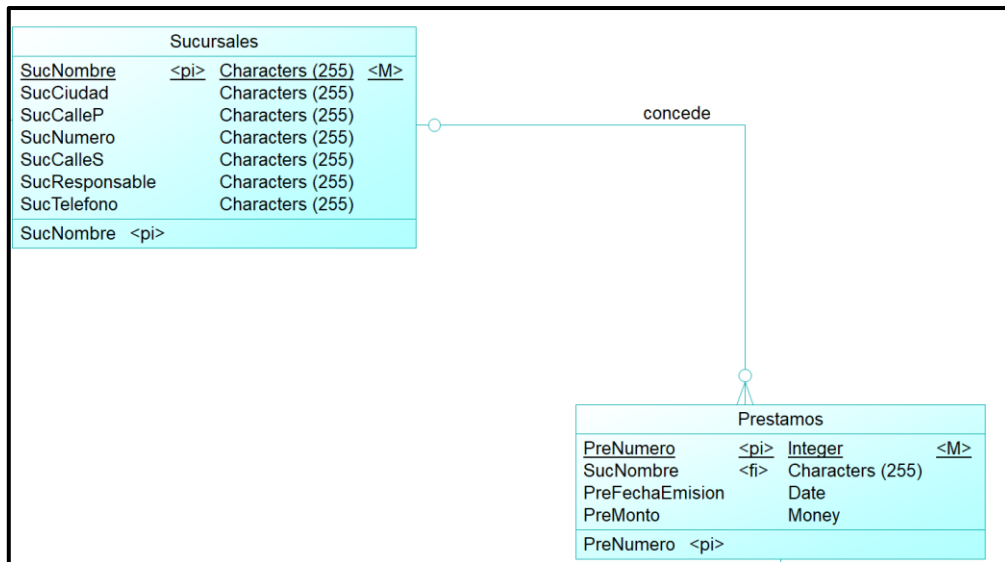 Sucursales
SucNombre <pi> Characters (255) <M>
SucCiudad Characters (255)
SucCalleP Characters (255)
SucNumero Characters (255)
SucCalleS Characters (255)
SucResponsable Characters (255)
SucTelefono Characters (255)
SucNombre <pi>
concede
Prestamos
PreNumero <pi> Integer <M>
SucNombre <fi> Characters (255)
PreFechaEmision Date
PreMonto Money
PreNumero <pi>